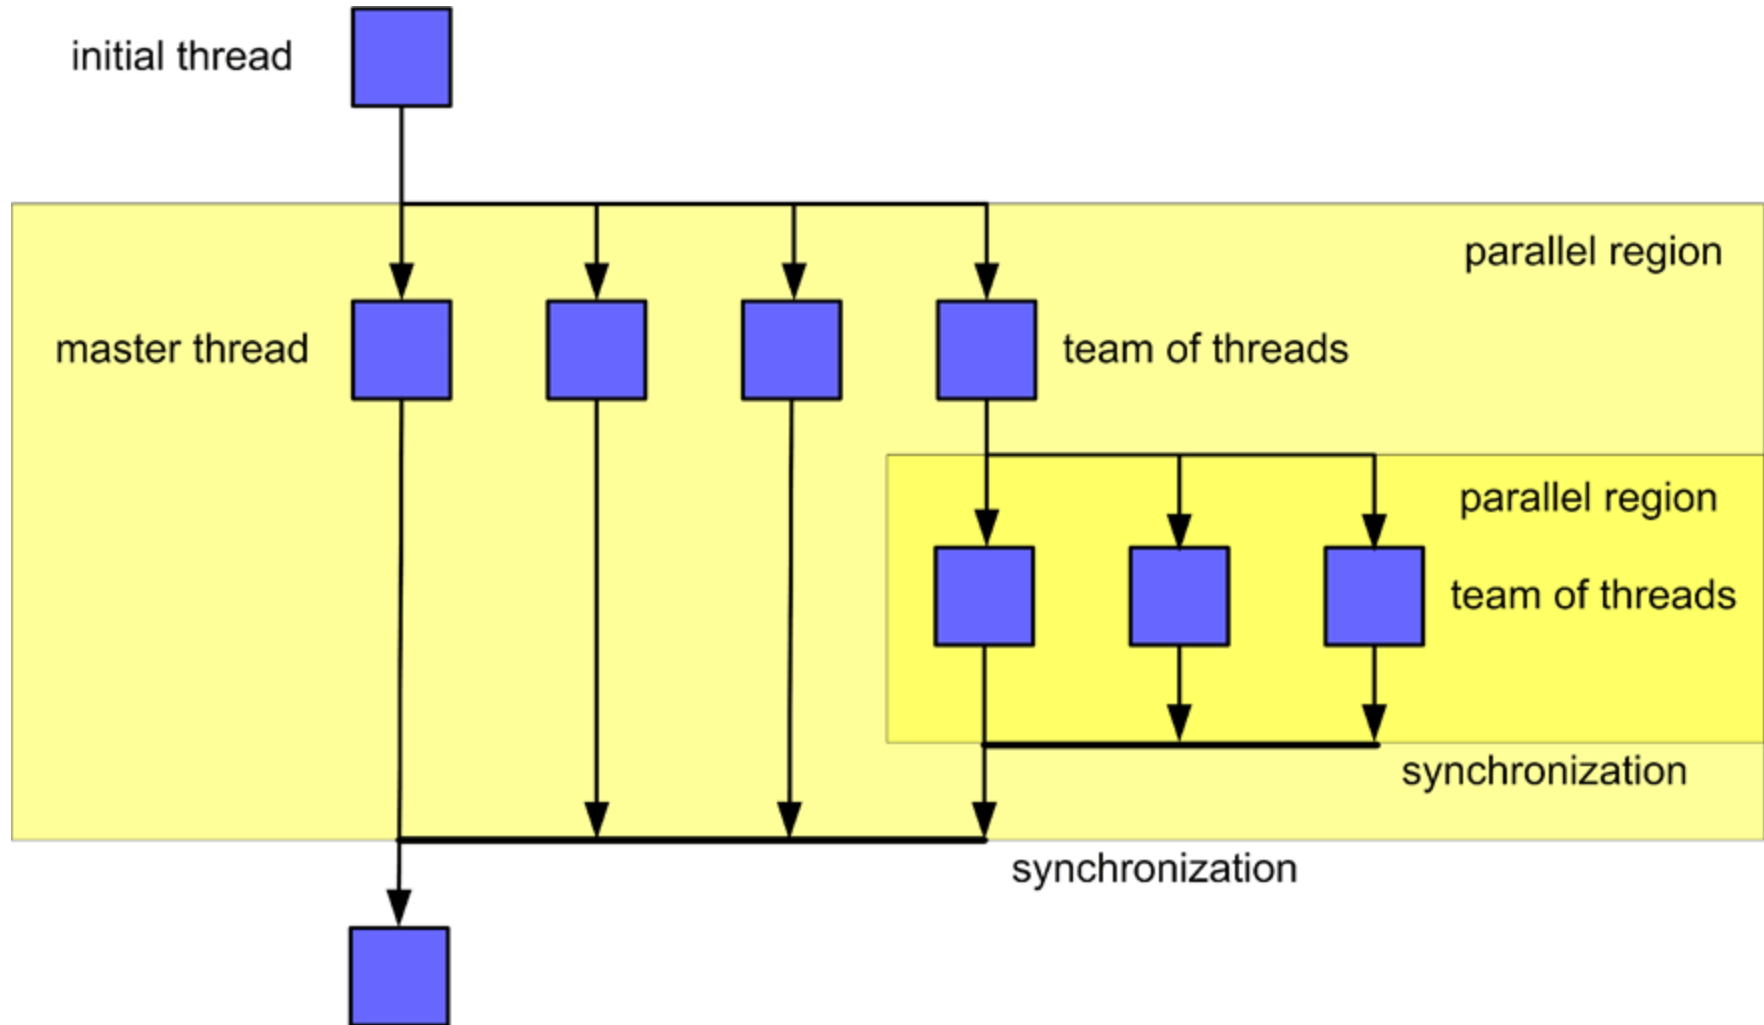 initial thread
parallel region
master thread
team of threads
parallel region
team of threads
synchronization
synchronization